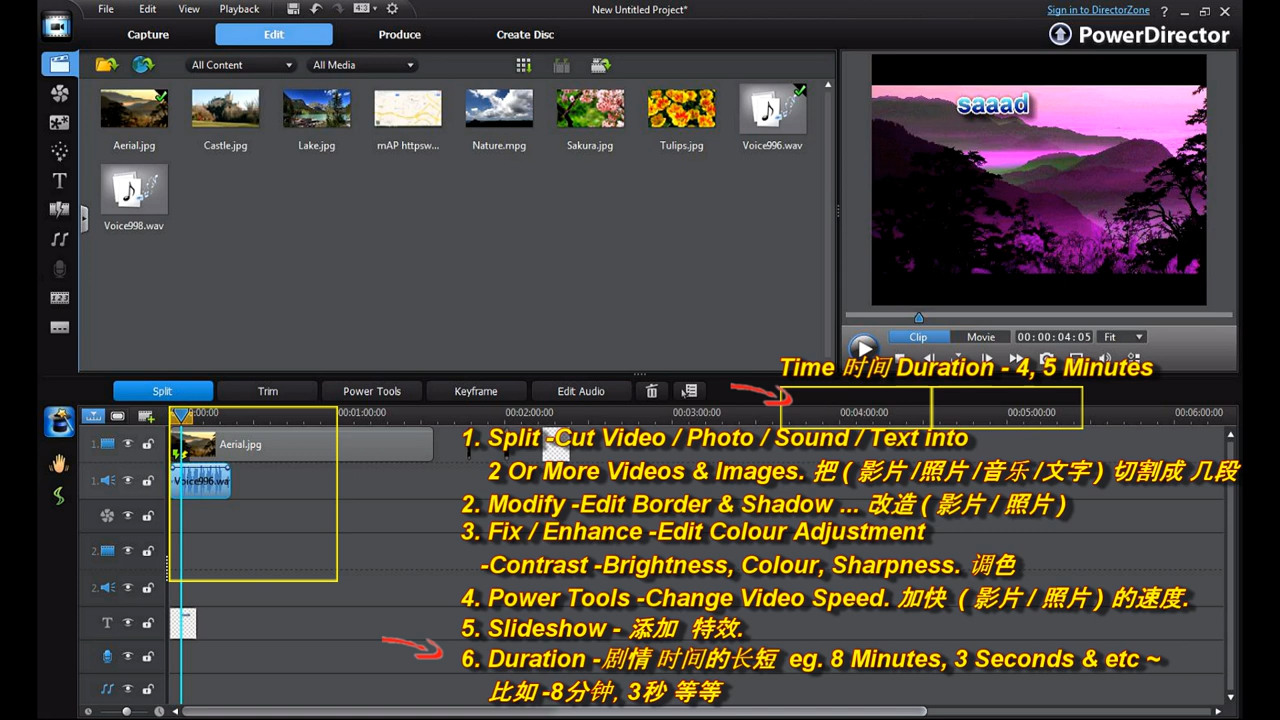 File Edit View Playback
New Untitled Project*
Sign in to DirectorZone
Capture Edit Produce Create Disc
PowerDirector
All Content All Media
Aerial.jpg Castle.jpg Lake.jpg mAP httpsw... Nature.mpg Sakura.jpg Tulips.jpg Voice996.wav
Voice998.wav
saaad
Clip Movie 00:00:04:05 Fit
Time 时间 Duration - 4, 5 Minutes
Split Trim Power Tools Keyframe Edit Audio
00:01:00:00 00:02:00:00 00:03:00:00 00:04:00:00 00:05:00:00 00:06:00:00
1. Aerial.jpg
1. Voice996.wa
2.
2.
T
1. Split -Cut Video / Photo / Sound / Text into
2 Or More Videos & Images. 把 ( 影片 /照片 /音乐 /文字 ) 切割成 几段
2. Modify -Edit Border & Shadow ... 改造 ( 影片 / 照片 )
3. Fix / Enhance -Edit Colour Adjustment
-Contrast -Brightness, Colour, Sharpness. 调色
4. Power Tools -Change Video Speed. 加快 ( 影片 / 照片 ) 的速度.
5. Slideshow - 添加 特效.
6. Duration -剧情 时间的长短 eg. 8 Minutes, 3 Seconds & etc ~
比如 -8分钟, 3秒 等等